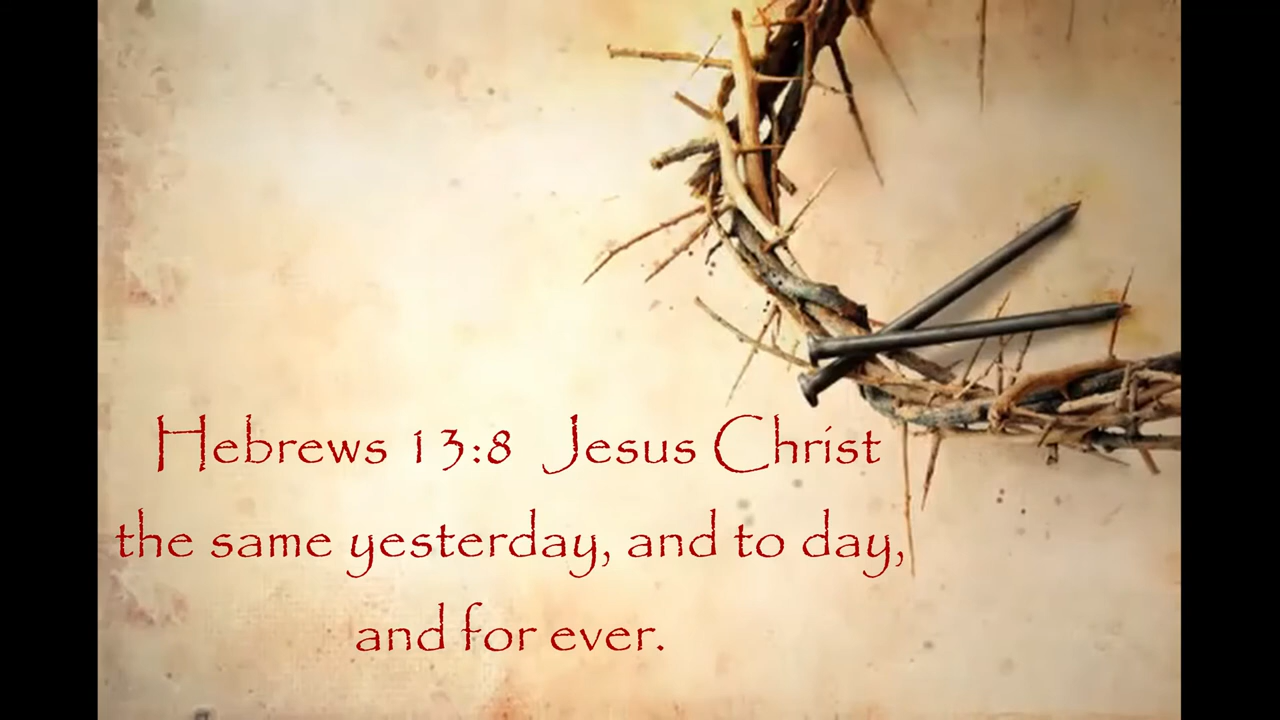 Hebrews 13:8 Jesus Christ
the same yesterday, and to day,
and for ever.